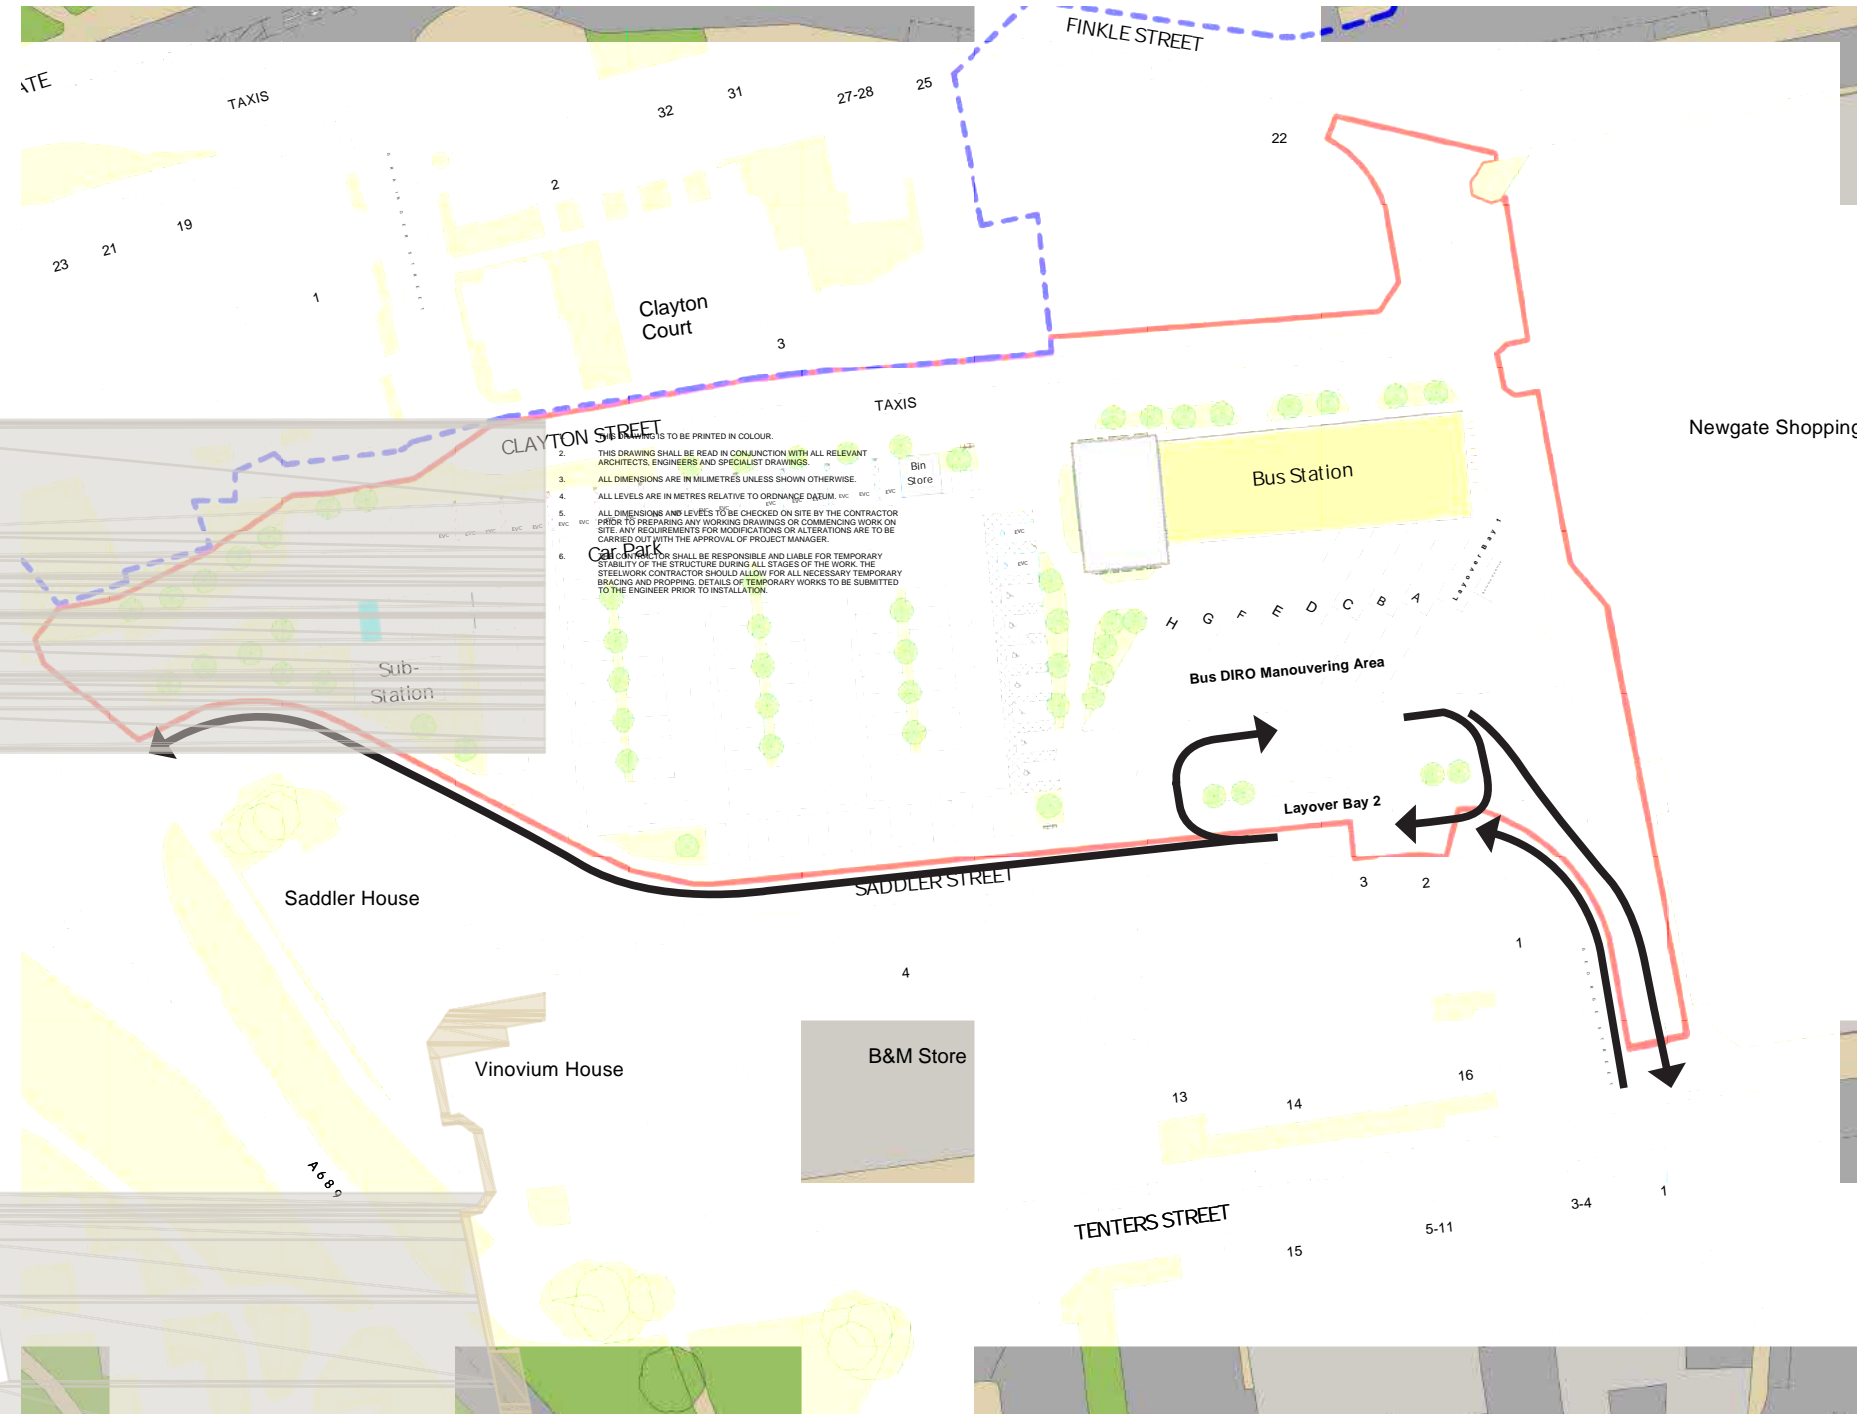 FINKLE STREET
TAXIS
32
31
27-28
25
22
2
19
21
23
1
Clayton
Court
3
TAXIS
CLAYTON STREET
THIS DRAWING IS TO BE PRINTED IN COLOUR.
2. THIS DRAWING SHALL BE READ IN CONJUNCTION WITH ALL RELEVANT
ARCHITECTS, ENGINEERS AND SPECIALIST DRAWINGS.
3. ALL DIMENSIONS ARE IN MILIMETRES UNLESS SHOWN OTHERWISE.
4. ALL LEVELS ARE IN METRES RELATIVE TO ORDNANCE DATUM.
5. ALL DIMENSIONS AND LEVELS TO BE CHECKED ON SITE BY THE CONTRACTOR
PRIOR TO PREPARING ANY WORKING DRAWINGS OR COMMENCING WORK ON
SITE. ANY REQUIREMENTS FOR MODIFICATIONS OR ALTERATIONS ARE TO BE
CARRIED OUT WITH THE APPROVAL OF PROJECT MANAGER.
6. THE CONTRACTOR SHALL BE RESPONSIBLE AND LIABLE FOR TEMPORARY
STABILITY OF THE STRUCTURE DURING ALL STAGES OF THE WORK. THE
STEELWORK CONTRACTOR SHOULD ALLOW FOR ALL NECESSARY TEMPORARY
BRACING AND PROPPING. DETAILS OF TEMPORARY WORKS TO BE SUBMITTED
TO THE ENGINEER PRIOR TO INSTALLATION.
Bin
Store
EVC EVC EVC EVC EVC
EVC EVC EVC
EVC
EVC
Car Park
Bus Station
Newgate Shopping
Layover Bay 1
H G F E D C B A
Bus DIRO Manouvering Area
Sub-
Station
Layover Bay 2
SADDLER STREET
Saddler House
3
2
1
4
Vinovium House
B&M Store
13
14
16
A689
TENTERS STREET
15
5-11
3-4
1